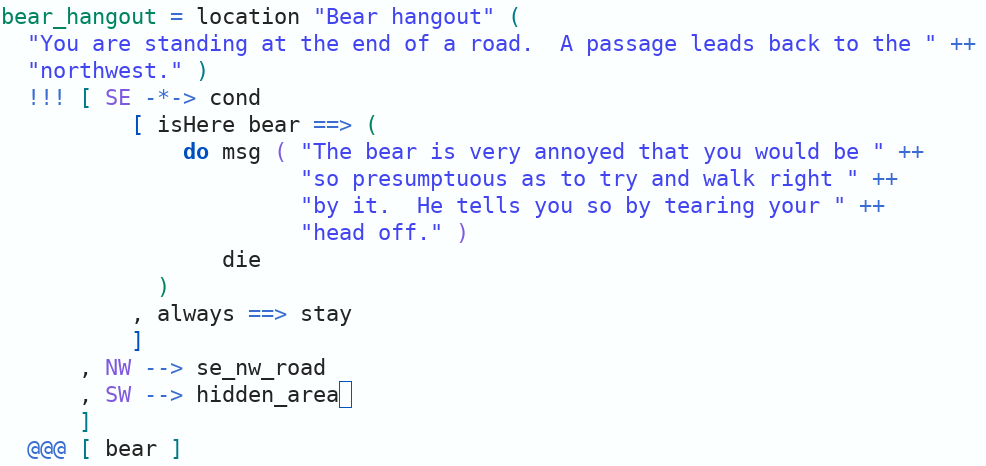 bear_hangout = location "Bear hangout" (
  "You are standing at the end of a road.  A passage leads back to the " ++
  "northwest." )
  !!! [ SE -*-> cond
          [ isHere bear ==> (
              do msg ( "The bear is very annoyed that you would be " ++
                       "so presumptuous as to try and walk right " ++
                       "by it.  He tells you so by tearing your " ++
                       "head off." )
                 die
            )
          , always ==> stay
          ]
      , NW --> se_nw_road
      , SW --> hidden_area
      ]
  @@@ [ bear ]